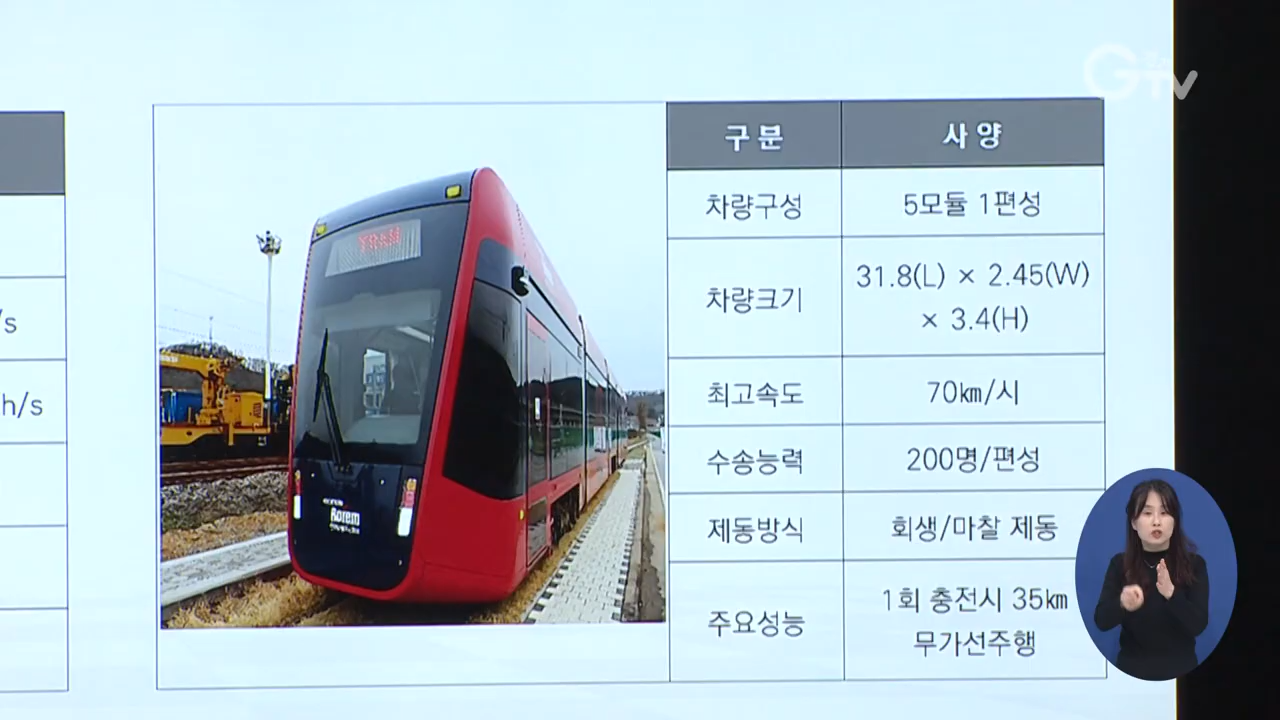 GTV
/s
h/s
구 분 사 양
차량구성 5모듈 1편성
차량크기 31.8(L) × 2.45(W)
× 3.4(H)
최고속도 70㎞/시
수송능력 200명/편성
제동방식 회생/마찰 제동
주요성능 1회 충전시 35㎞
무가선주행
Rorem